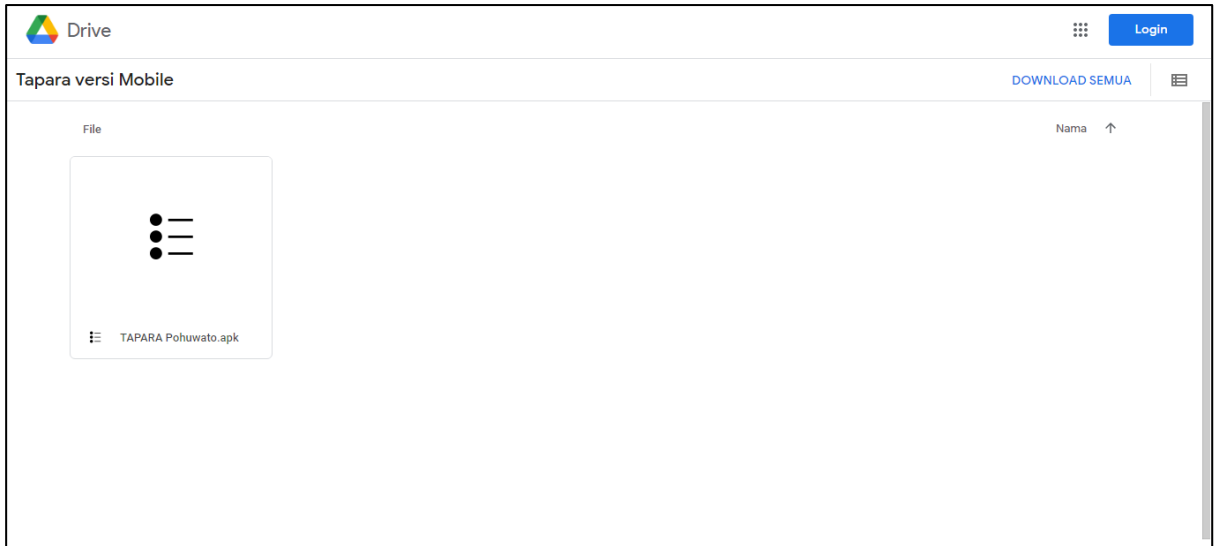 Drive
Login
Tapara versi Mobile
DOWNLOAD SEMUA
File
Nama
TAPARA Pohuwato.apk